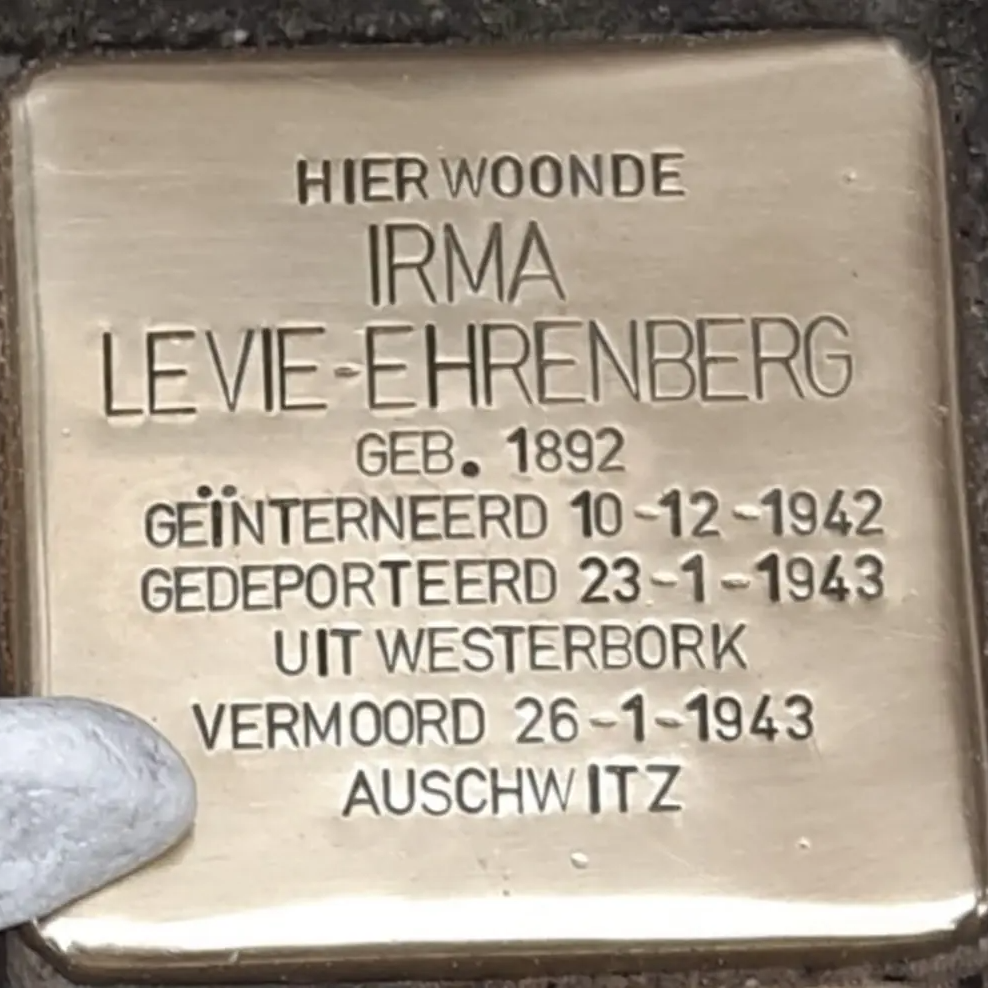 HIER WOONDE
IRMA
LEVIE-EHRENBERG
GEB. 1892
GEÏNTERNEERD 10-12-1942
GEDEPORTEERD 23-1-1943
UIT WESTERBORK
VERMOORD 26-1-1943
AUSCHWITZ